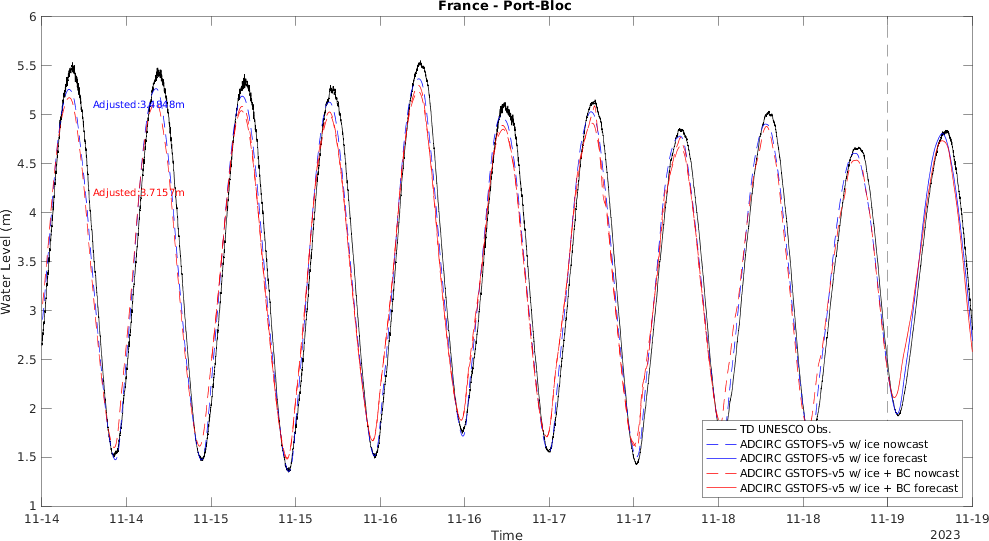 France - Port-Bloc
6
5.5
5
4.5
4
3.5
3
2.5
2
1.5
1
Water Level (m)
Adjusted:3.4848m
Adjusted:3.7157m
TD UNESCO Obs.
ADCIRC GSTOFS-v5 w/ ice nowcast
ADCIRC GSTOFS-v5 w/ ice forecast
ADCIRC GSTOFS-v5 w/ ice + BC nowcast
ADCIRC GSTOFS-v5 w/ ice + BC forecast
11-14 11-14 11-15 11-15 11-16 11-16 11-17 11-17 11-18 11-18 11-19 11-19
Time
2023